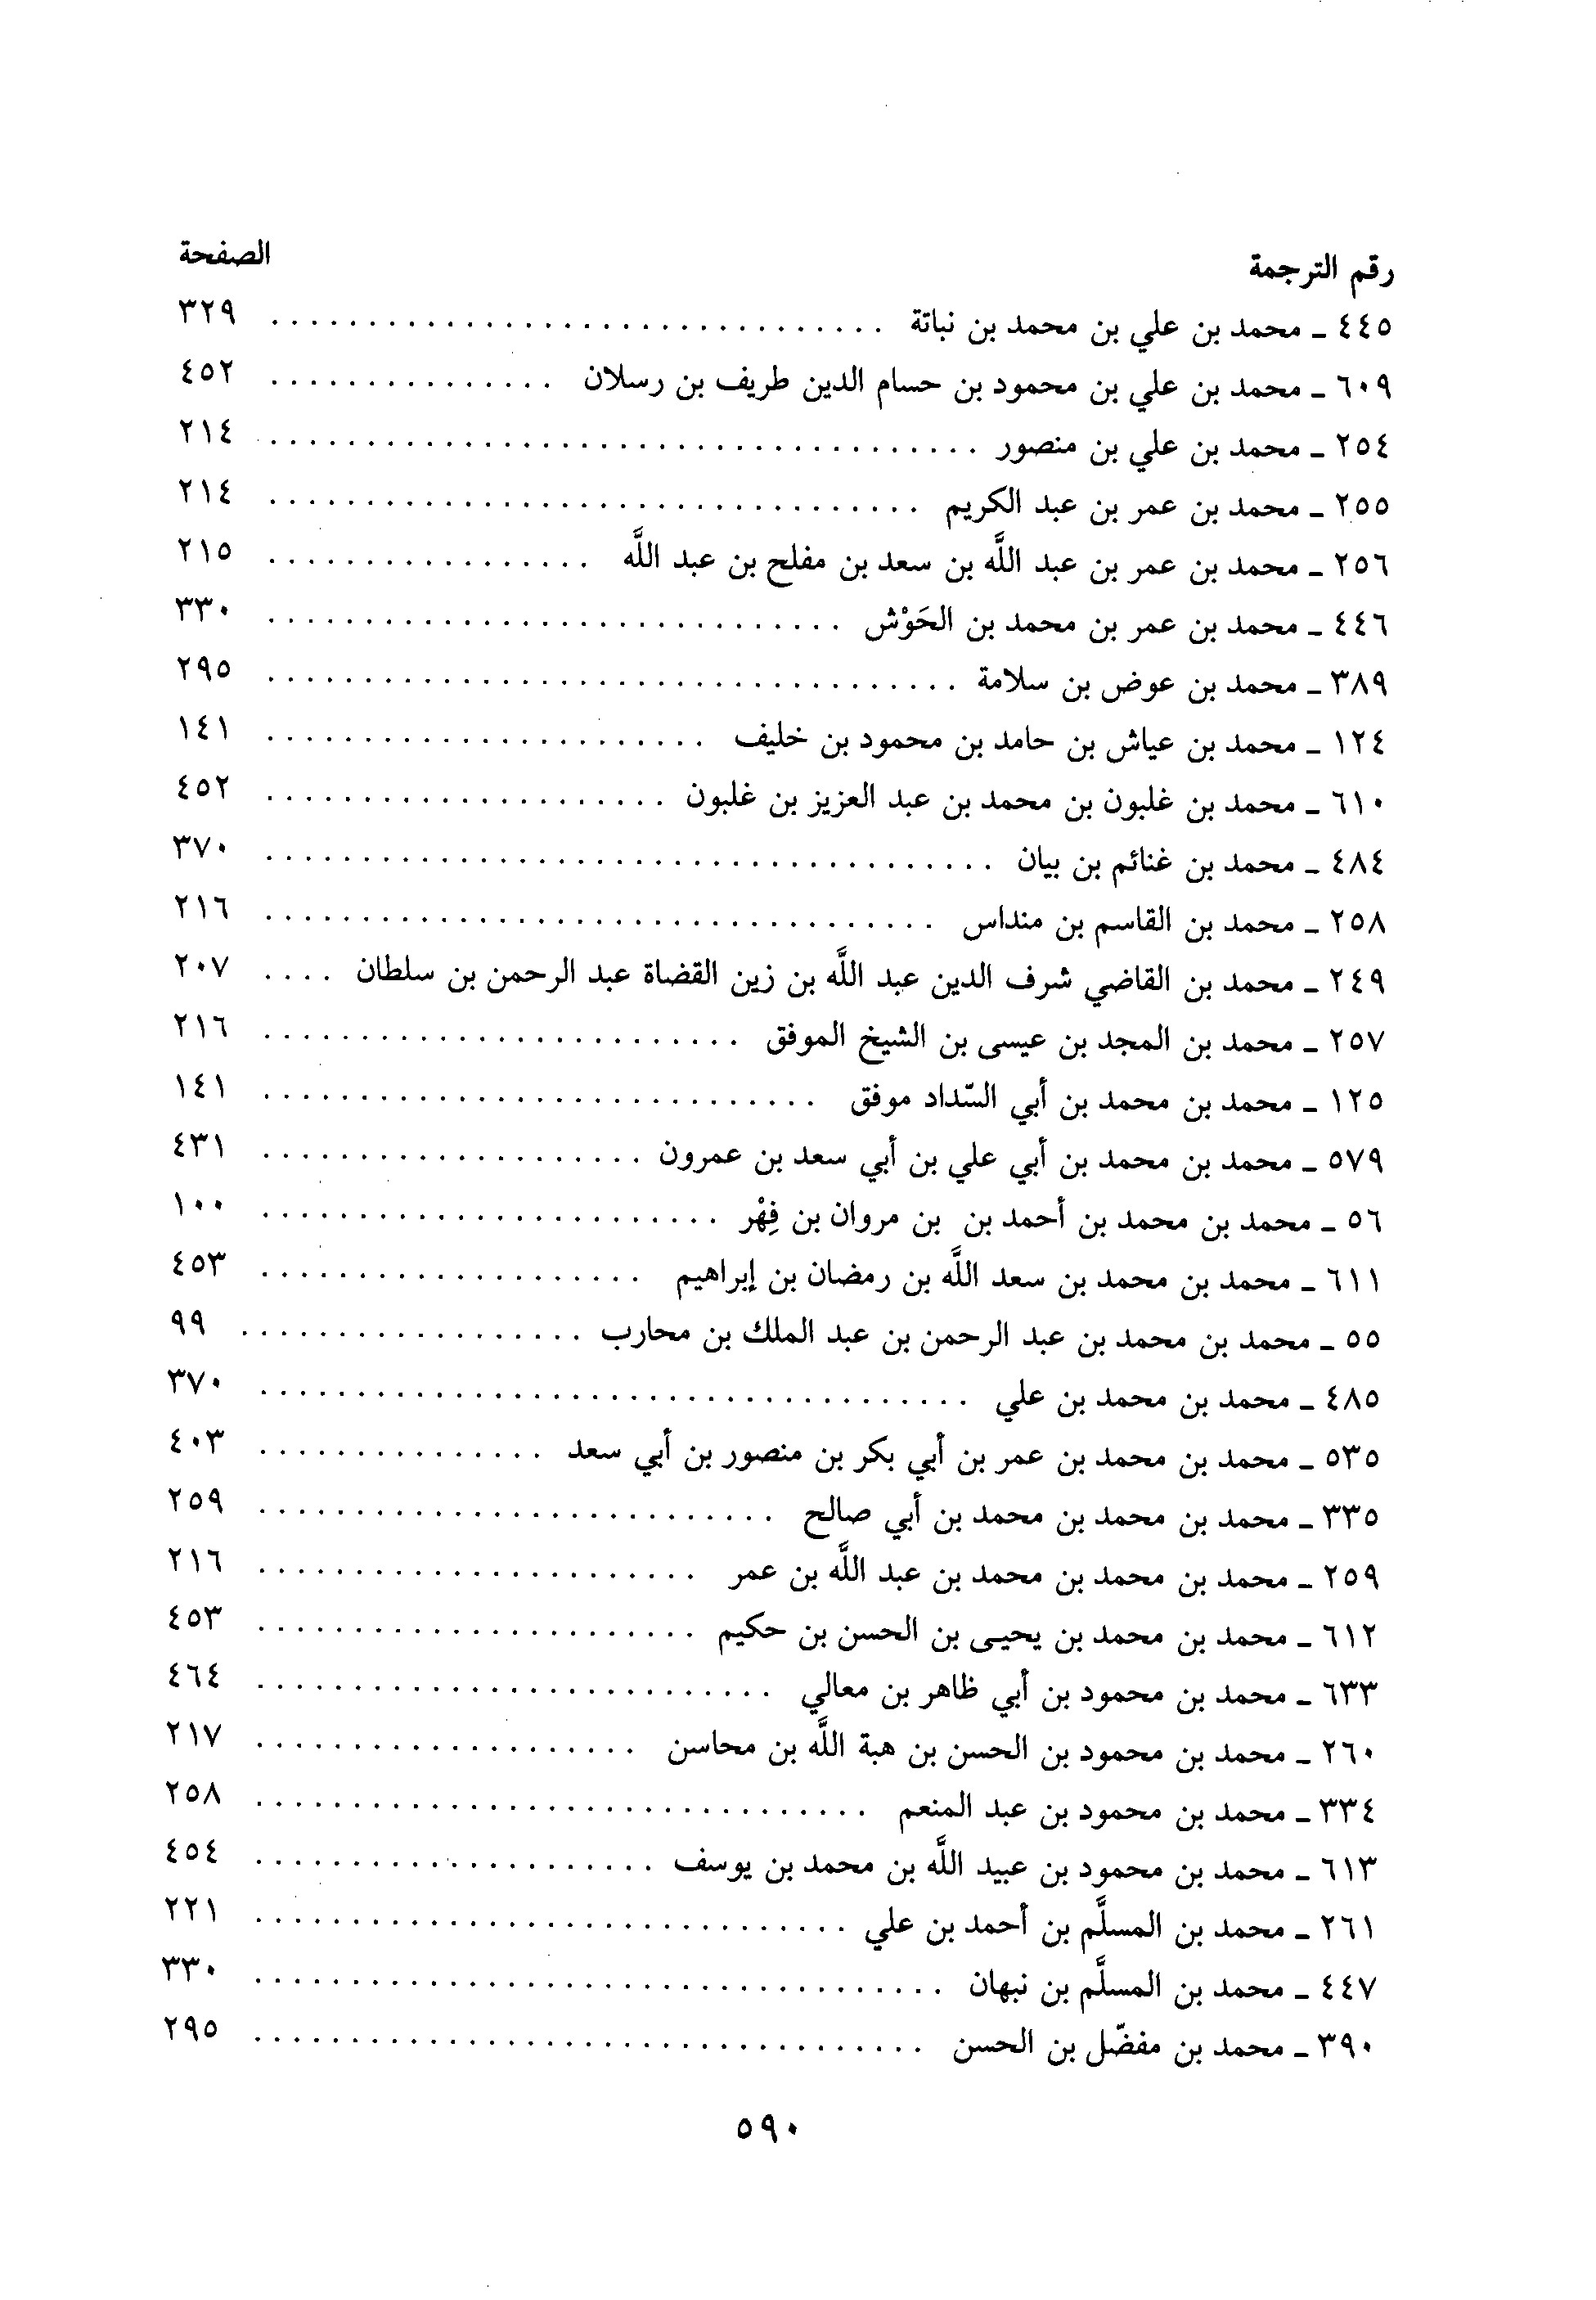 رقم الترجمة الصفحة
٤٤٥ ـ محمد بن علي بن محمد بن نباتة ................................ ٣٢٩
٦٠٩ ـ محمد بن علي بن محمود بن حسام الدين طريف بن رسلان ............... ٤٥٢
٢٥٤ ـ محمد بن علي بن منصور ..................................... ٢١٤
٢٥٥ ـ محمد بن عمر بن عبد الكريم .................................. ٢١٤
٢٥٦ ـ محمد بن عمر بن عبد اللَّه بن سعد بن مفلح بن عبد اللَّه ................. ٢١٥
٤٤٦ ـ محمد بن عمر بن محمد بن الحَوْش .............................. ٣٣٠
٣٨٩ ـ محمد بن عوض بن سلامة .................................... ٢٩٥
١٢٤ ـ محمد بن عياش بن حامد بن محمود بن خليف ....................... ١٤١
٦١٠ ـ محمد بن غلبون بن محمد بن عبد العزيز بن غلبون ..................... ٤٥٢
٤٨٤ ـ محمد بن غنائم بن بيان ...................................... ٣٧٠
٢٥٨ ـ محمد بن القاسم بن منداس ................................... ٢١٦
٢٤٩ ـ محمد بن القاضي شرف الدين عبد اللَّه بن زين القضاة عبد الرحمن بن سلطان .... ٢٠٧
٢٥٧ ـ محمد بن المجد بن عيسى بن الشيخ الموفق ......................... ٢١٦
١٢٥ ـ محمد بن محمد بن أبي السّداد موفق ............................. ١٤١
٥٧٩ ـ محمد بن محمد بن أبي علي بن أبي سعد بن عمرون .................... ٤٣١
٥٦ ـ محمد بن محمد بن أحمد بن بن مروان بن فِهْر ........................ ١٠٠
٦١١ ـ محمد بن محمد بن سعد اللَّه بن رمضان بن إبراهيم .................... ٤٥٣
٥٥ ـ محمد بن محمد بن عبد الرحمن بن عبد الملك بن محارب .................. ٩٩
٤٨٥ ـ محمد بن محمد بن علي ..................................... ٣٧٠
٥٣٥ ـ محمد بن محمد بن عمر بن أبي بكر بن منصور بن أبي سعد ............... ٤٠٣
٣٣٥ ـ محمد بن محمد بن محمد بن أبي صالح ........................... ٢٥٩
٢٥٩ ـ محمد بن محمد بن محمد بن عبد اللَّه بن عمر ....................... ٢١٦
٦١٢ ـ محمد بن محمد بن يحيى بن الحسن بن حكيم ....................... ٤٥٣
٦٣٣ ـ محمد بن محمود بن أبي ظاهر بن معالي ........................... ٤٦٤
٢٦٠ ـ محمد بن محمود بن الحسن بن هبة اللَّه بن محاسن .................... ٢١٧
٣٣٤ ـ محمد بن محمود بن عبد المنعم ................................ ٢٥٨
٦١٣ ـ محمد بن محمود بن عبيد اللَّه بن محمد بن يوسف ..................... ٤٥٤
٢٦١ ـ محمد بن المسلَّم بن أحمد بن علي ............................... ٢٢١
٤٤٧ ـ محمد بن المسلَّم بن نبهان .................................... ٣٣٠
٣٩٠ ـ محمد بن مفضّل بن الحسن ................................... ٢٩٥
٥٩٠